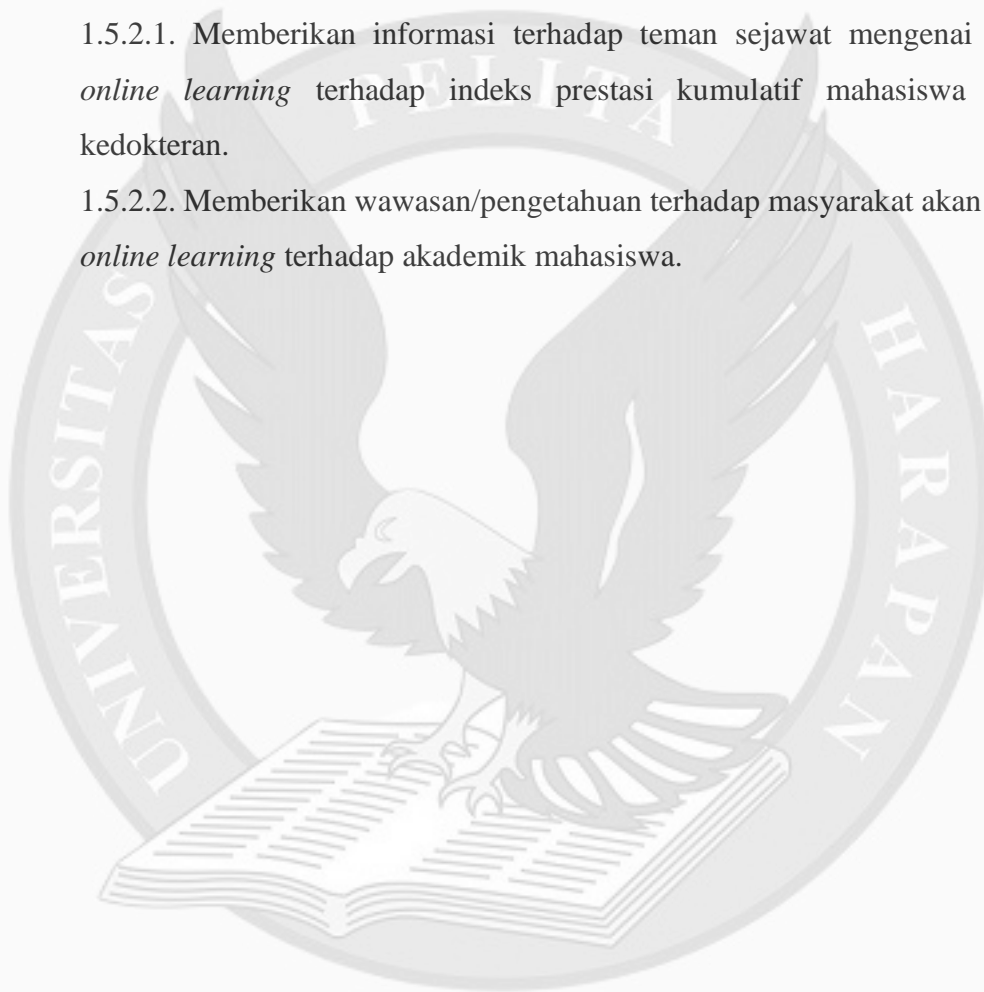 1.5.2.1. Memberikan informasi terhadap teman sejawat mengenai
online learning terhadap indeks prestasi kumulatif mahasiswa
kedokteran.
1.5.2.2. Memberikan wawasan/pengetahuan terhadap masyarakat akan
online learning terhadap akademik mahasiswa.
UNIVERSITAS PELITA HARAPAN